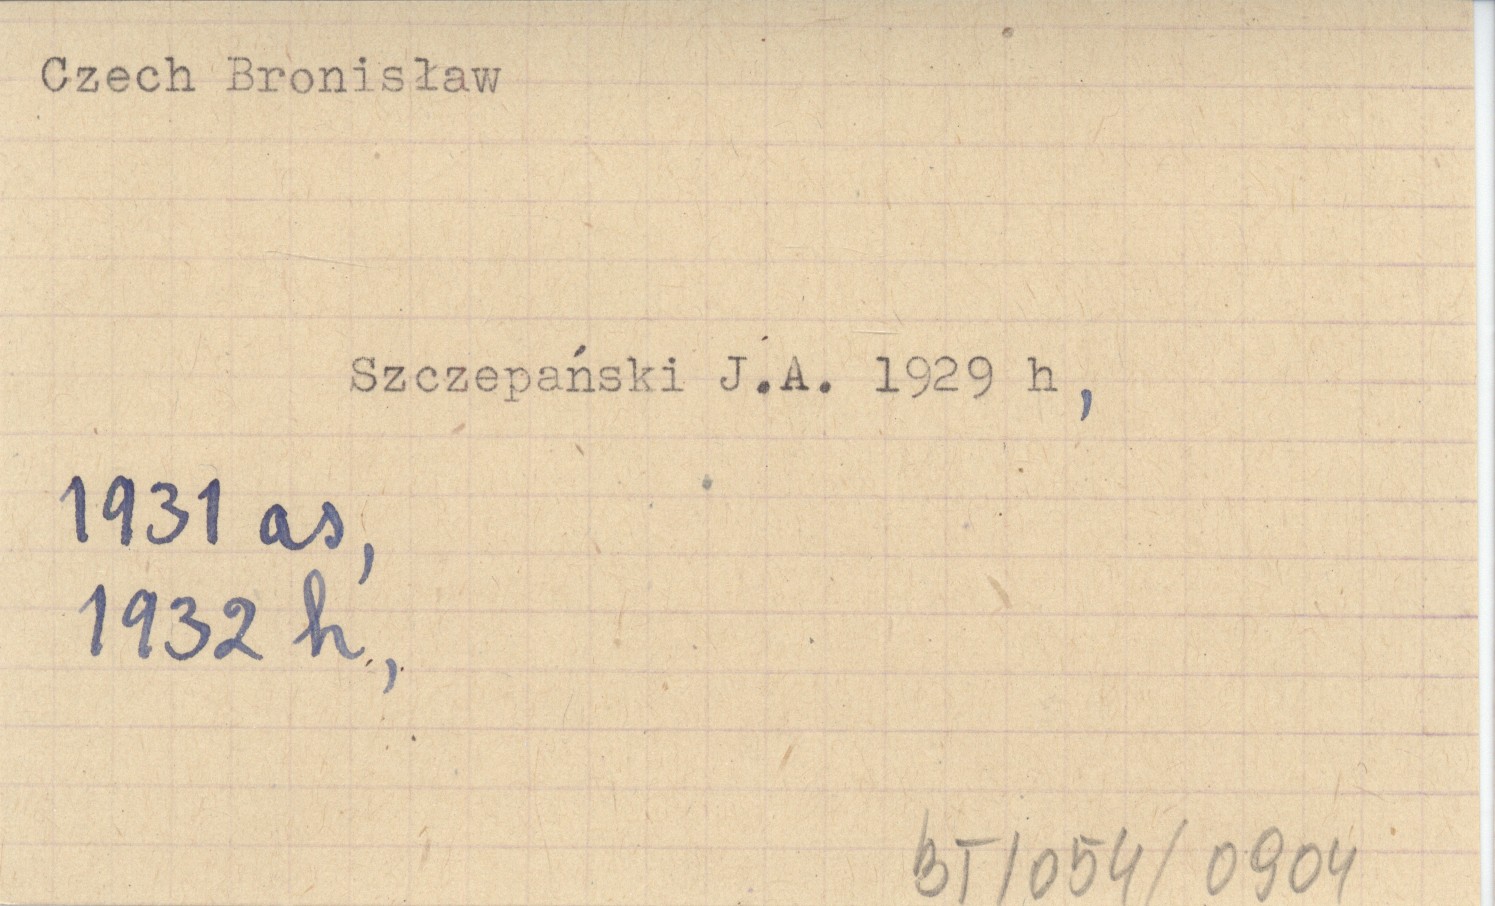 Czech Bronisław
Szczepański J.A. 1929 h,
1931 as,
1932 h,
BT/054/0904